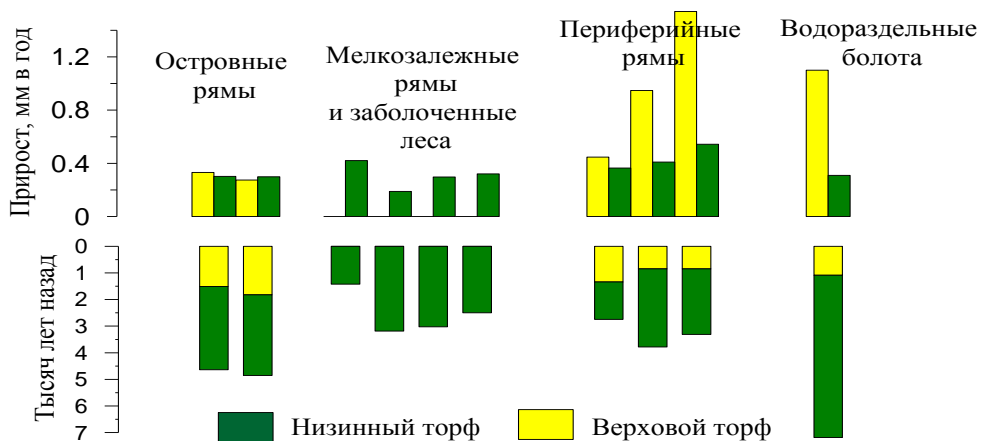 Прирост, мм в год
1.2
0.8
0.4
0
Островные
рямы
Мелкозалежные
рямы
и заболоченные
леса
Периферийные
рямы
Водораздельные
болота
Тысяч лет назад
0
1
2
3
4
5
6
7
Низинный торф
Верховой торф